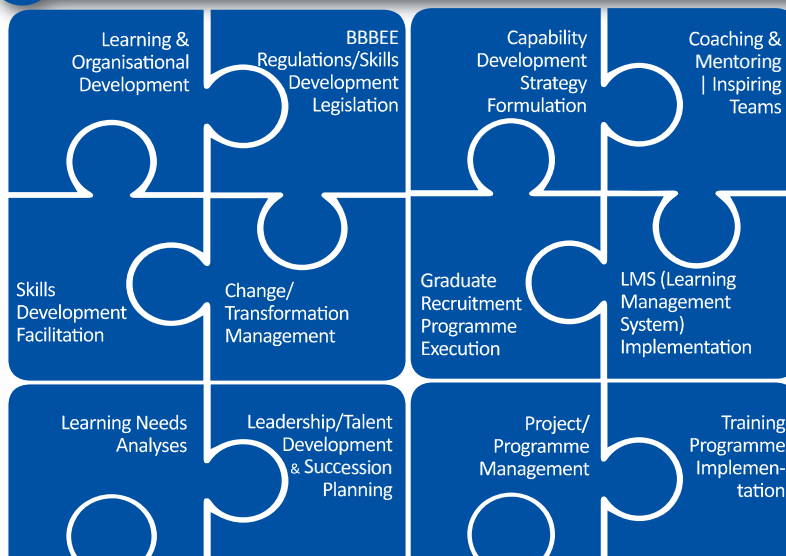 Learning &
Organisational
Development
BBBEE
Regulations/Skills
Development
Legislation
Capability
Development
Strategy
Formulation
Coaching &
Mentoring
| Inspiring
Teams
Skills
Development
Facilitation
Change/
Transformation
Management
Graduate
Recruitment
Programme
Execution
LMS (Learning
Management
System)
Implementation
Learning Needs
Analyses
Leadership/Talent
Development
& Succession
Planning
Project/
Programme
Management
Training
Programme
Implemen-
tation